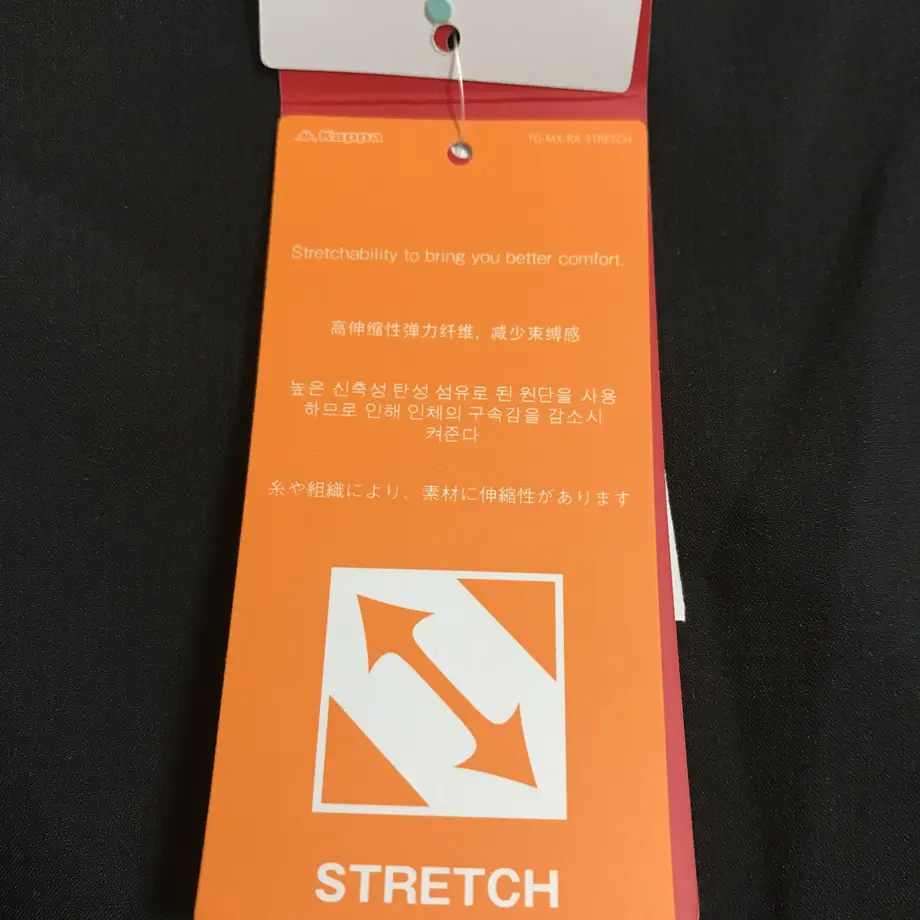 Kappa
TG-MX-KA-STRETCH
Stretchability to bring you better comfort.
高伸缩性弹力纤维，减少束缚感
높은 신축성 탄성 섬유로 된 원단을 사용
하므로 인해 인체의 구속감을 감소시
켜준다
糸や組織により、素材に伸縮性があります
STRETCH